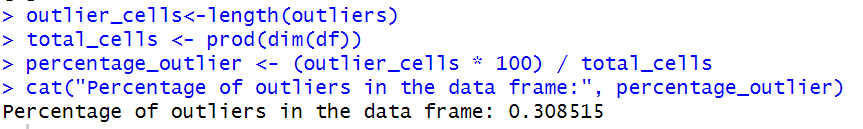 > outlier_cells<-length(outliers)
> total_cells <- prod(dim(df))
> percentage_outlier <- (outlier_cells * 100) / total_cells
> cat("Percentage of outliers in the data frame:", percentage_outlier)
Percentage of outliers in the data frame: 0.308515